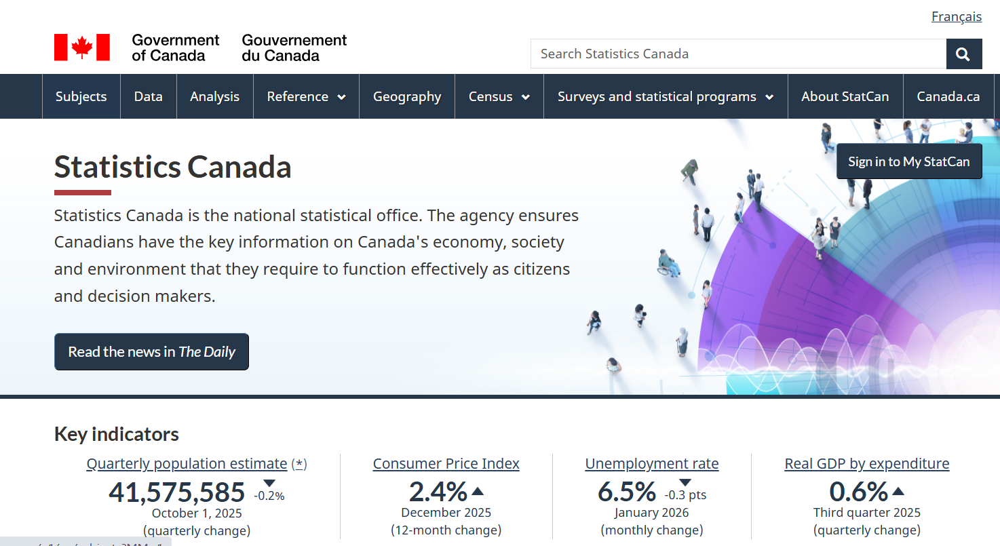 Français
Government of Canada
Gouvernement du Canada
Search Statistics Canada
Subjects
Data
Analysis
Reference
Geography
Census
Surveys and statistical programs
About StatCan
Canada.ca
Statistics Canada
Sign in to My StatCan
Statistics Canada is the national statistical office. The agency ensures
Canadians have the key information on Canada's economy, society
and environment that they require to function effectively as citizens
and decision makers.
Read the news in The Daily
Key indicators
Quarterly population estimate (*)
41,575,585 -0.2%
October 1, 2025
(quarterly change)
Consumer Price Index
2.4%
December 2025
(12-month change)
Unemployment rate
6.5% -0.3 pts
January 2026
(monthly change)
Real GDP by expenditure
0.6%
Third quarter 2025
(quarterly change)